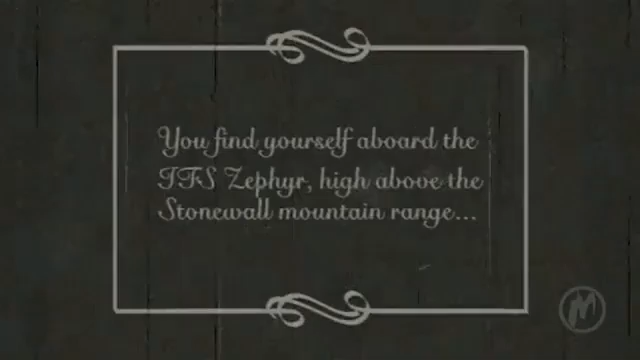 You find yourself aboard the
IFS Zephyr, high above the
Stonewall mountain range...